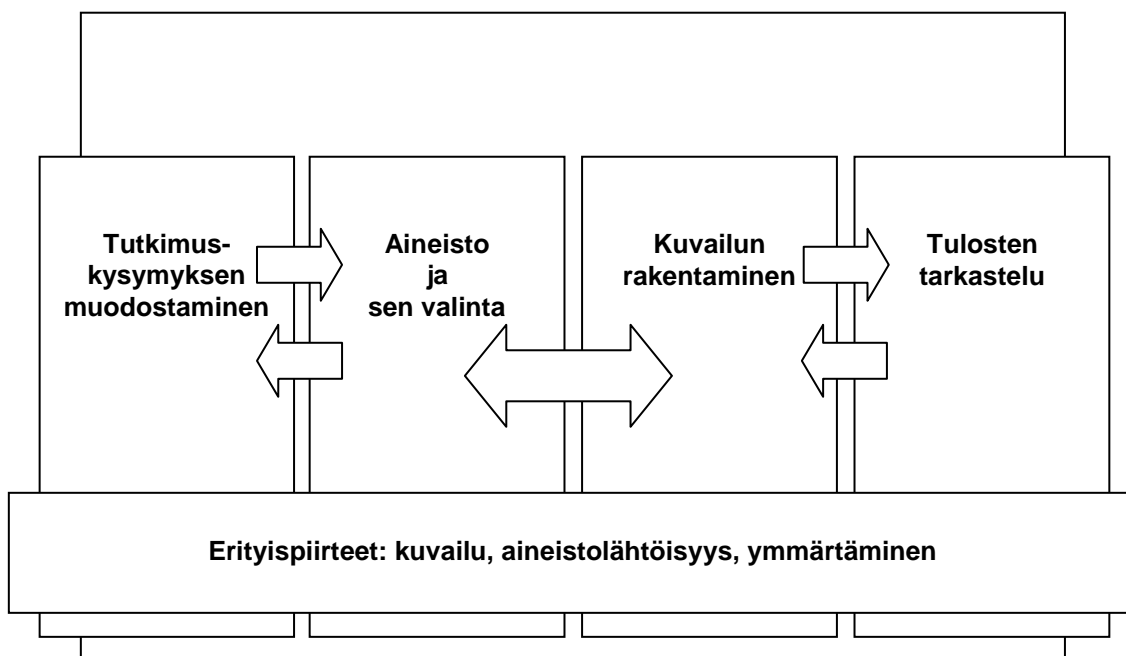 Tutkimus-
kysymyksen
muodostaminen
Aineisto
ja
sen valinta
Kuvailun
rakentaminen
Tulosten
tarkastelu
Erityispiirteet: kuvailu, aineistolähtöisyys, ymmärtäminen